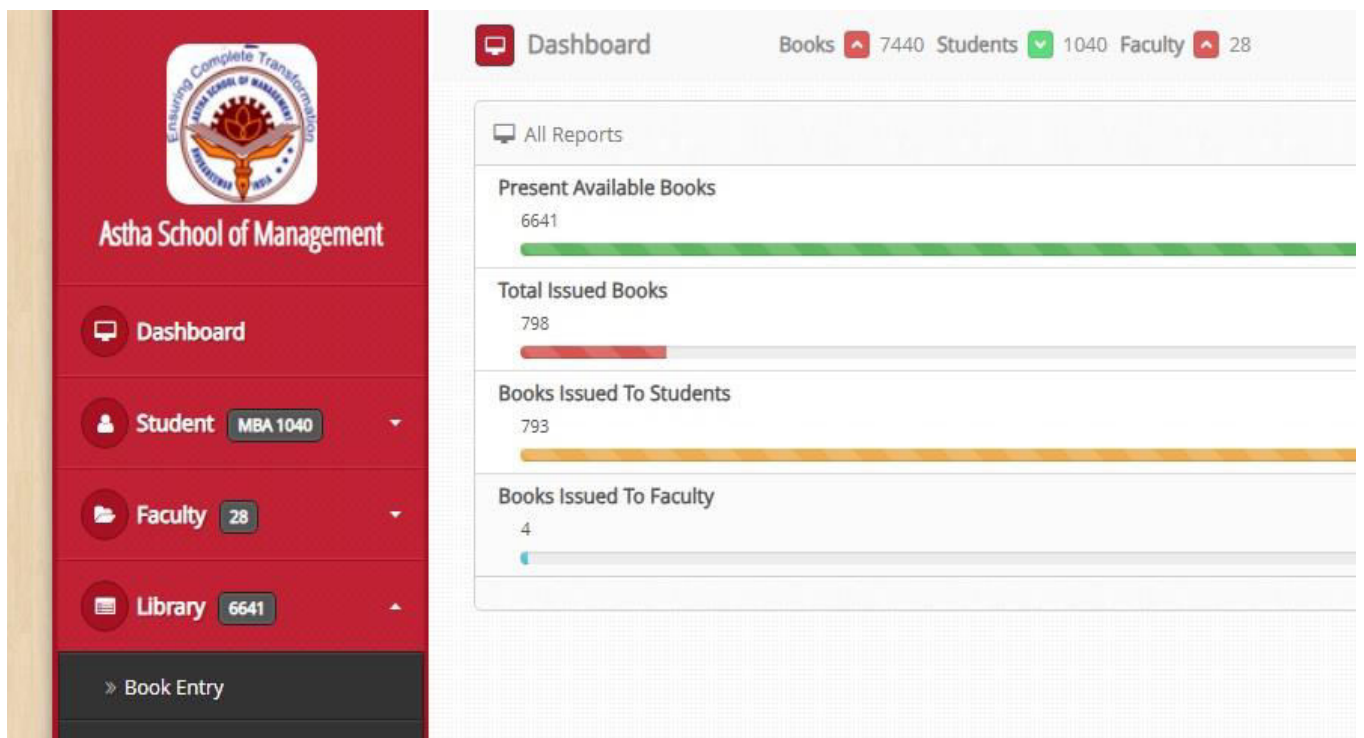 Ensuring Complete Transformation
ASTHA SCHOOL OF MANAGEMENT
BHUBANESWAR INDIA
Astha School of Management
Dashboard
Student MBA 1040
Faculty 28
Library 6641
» Book Entry
Dashboard Books 7440 Students 1040 Faculty 28
All Reports
Present Available Books
6641
Total Issued Books
798
Books Issued To Students
793
Books Issued To Faculty
4